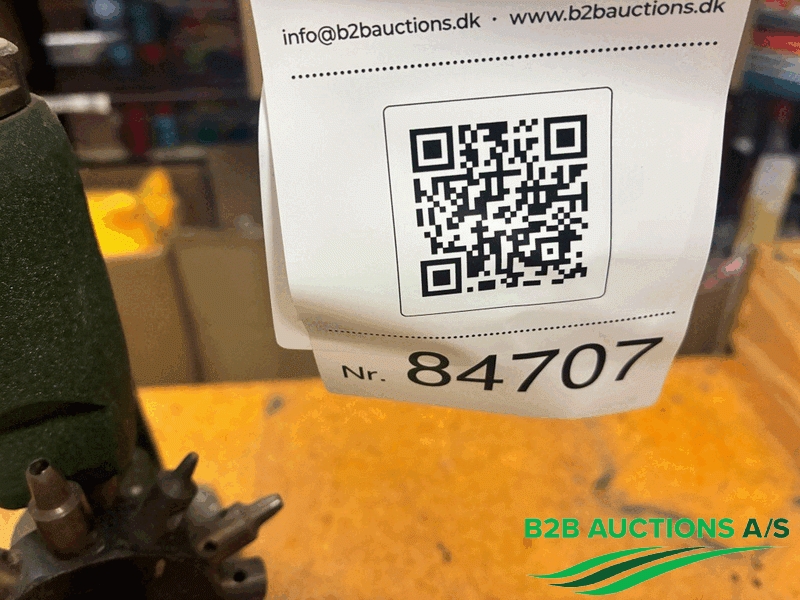 info@b2bauctions.dk · www.b2bauctions.dk
Nr. 84707
B2B AUCTIONS A/S